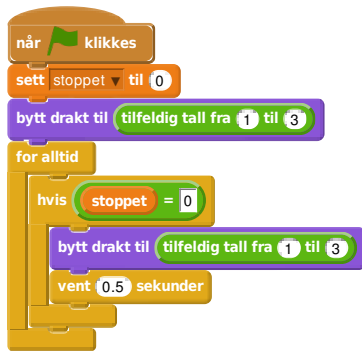 når klikkes
sett stoppet til 0
bytt drakt til tilfeldig tall fra 1 til 3
for alltid
hvis stoppet = 0
bytt drakt til tilfeldig tall fra 1 til 3
vent 0.5 sekunder